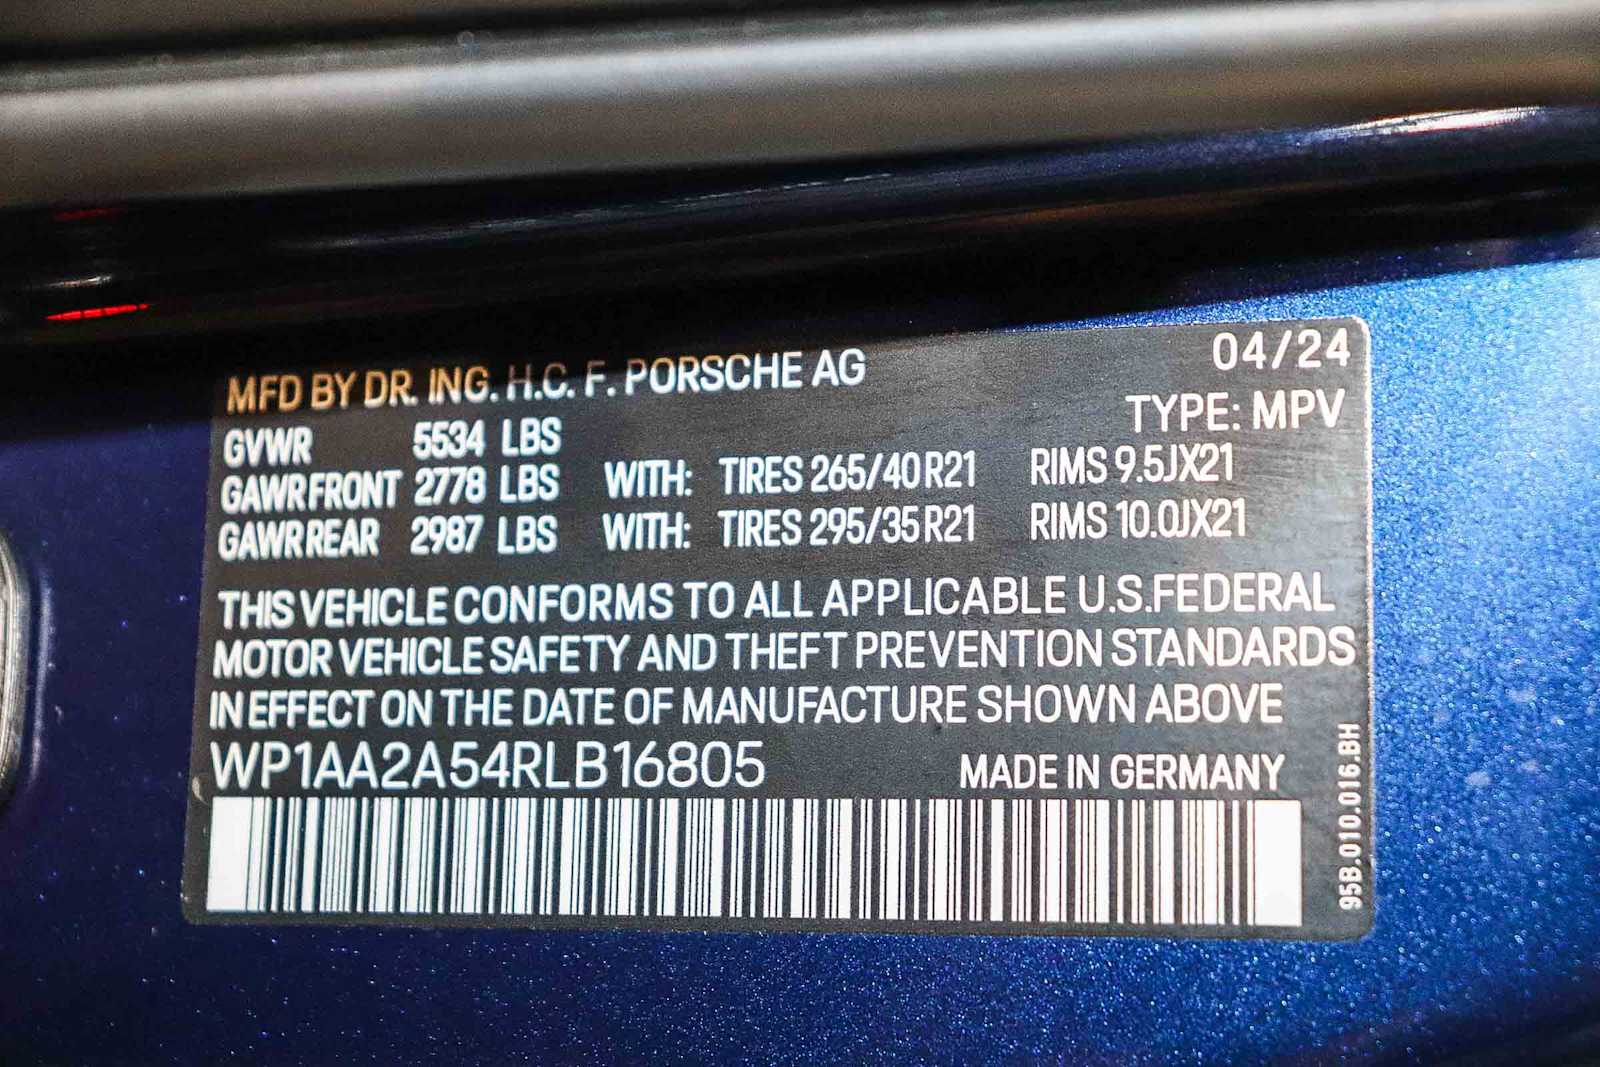 MFD BY DR. ING. H.C. F. PORSCHE AG 04/24
TYPE: MPV
GVWR 5534 LBS
GAWR FRONT 2778 LBS WITH: TIRES 265/40 R21 RIMS 9.5JX21
GAWR REAR 2987 LBS WITH: TIRES 295/35 R21 RIMS 10.0JX21
THIS VEHICLE CONFORMS TO ALL APPLICABLE U.S.FEDERAL
MOTOR VEHICLE SAFETY AND THEFT PREVENTION STANDARDS
IN EFFECT ON THE DATE OF MANUFACTURE SHOWN ABOVE
WP1AA2A54RLB16805 MADE IN GERMANY
95B.010.016.BH